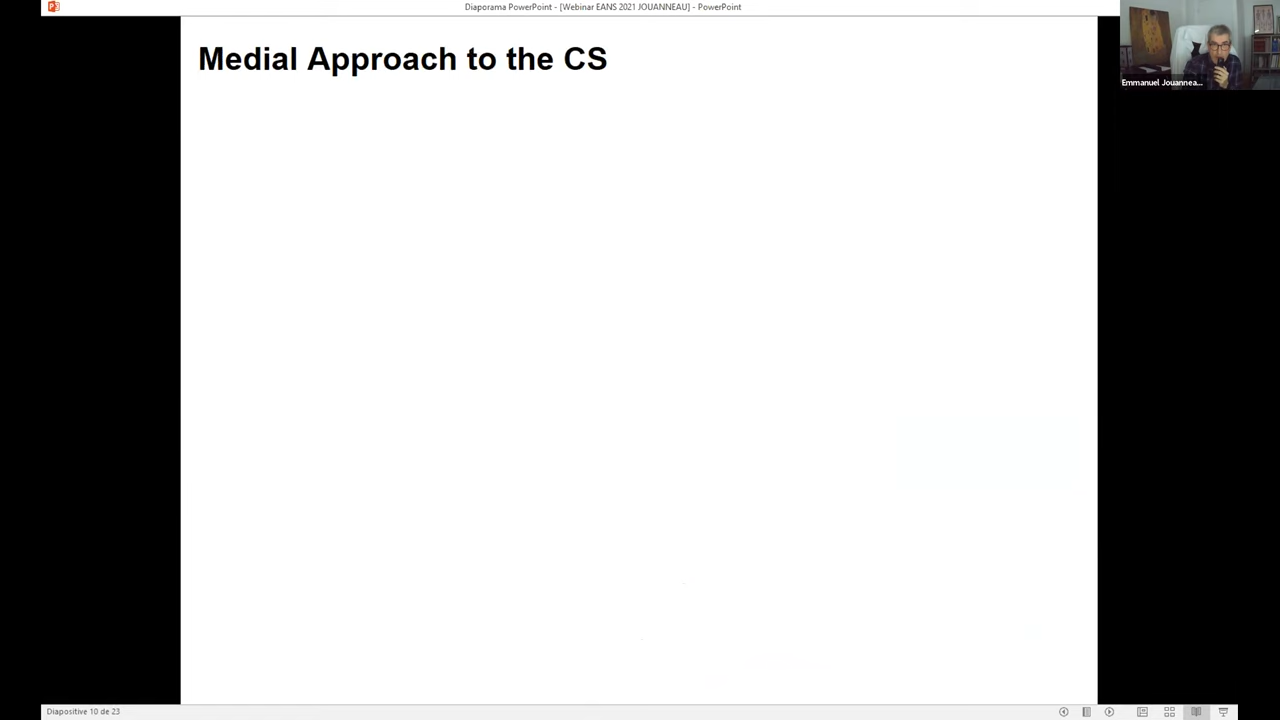 Diaporama PowerPoint - [Webinar EANS 2021 JOUANNEAU] - PowerPoint
Medial Approach to the CS
Emmanuel Jouannea...
Diapositive 10 de 23